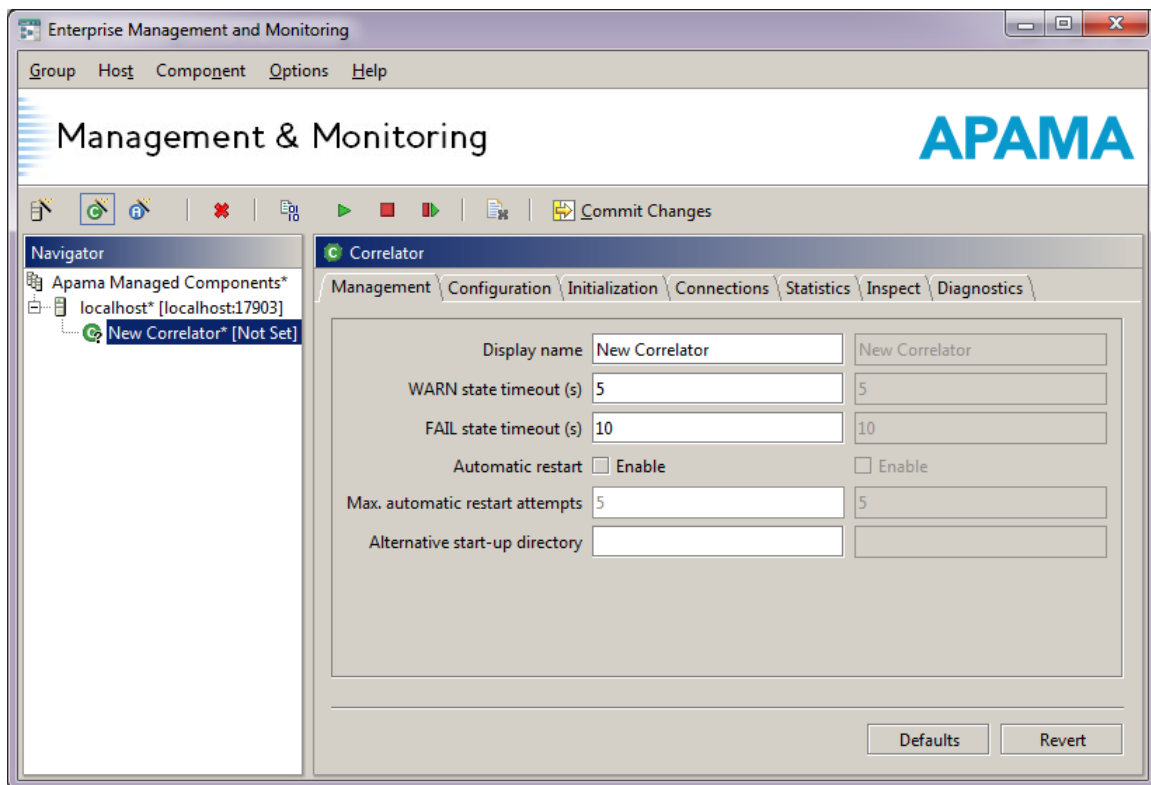 Enterprise Management and Monitoring
Group Host Component Options Help
Management & Monitoring
APAMA
Commit Changes
Navigator
Apama Managed Components*
localhost* [localhost:17903]
New Correlator* [Not Set]
Correlator
Management Configuration Initialization Connections Statistics Inspect Diagnostics
Display name New Correlator New Correlator
WARN state timeout (s) 5 5
FAIL state timeout (s) 10 10
Automatic restart Enable Enable
Max. automatic restart attempts 5 5
Alternative start-up directory
Defaults Revert